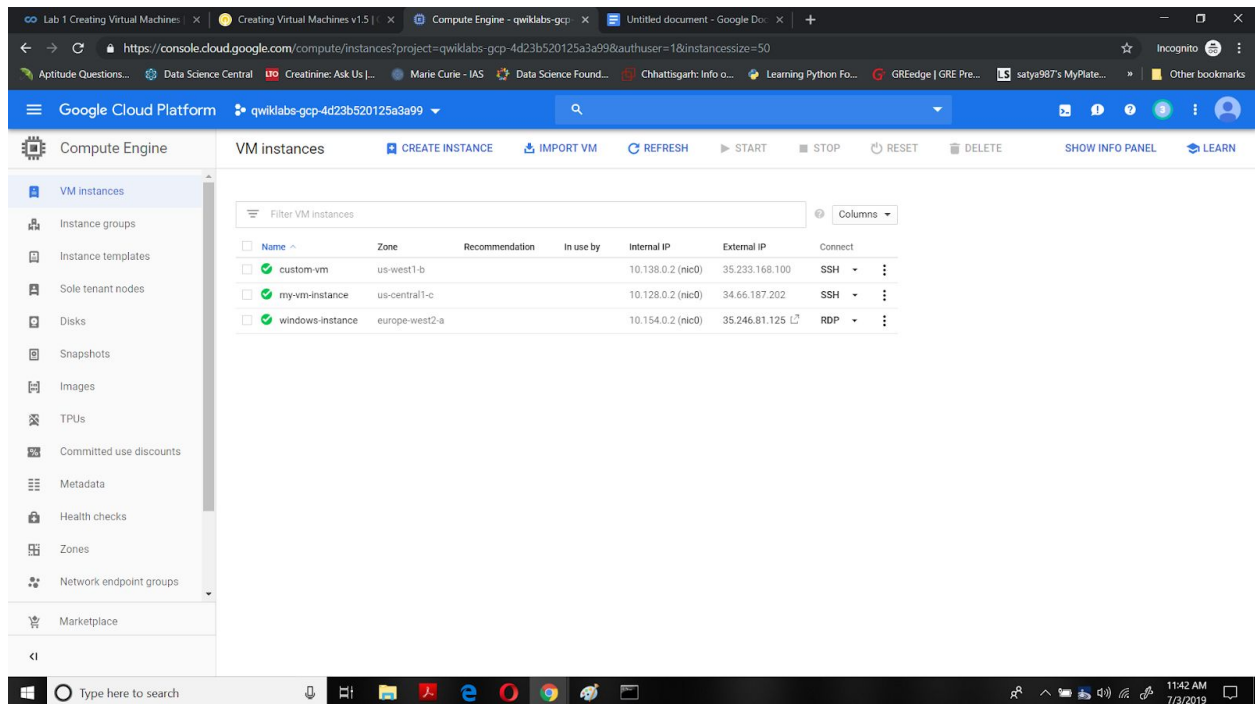 Lab 1 Creating Virtual Machines | Creating Virtual Machines v1.5 | Compute Engine - qwiklabs-gcp- Untitled document - Google Doc
https://console.cloud.google.com/compute/instances?project=qwiklabs-gcp-4d23b520125a3a99&authuser=1&instancessize=50 Incognito
Aptitude Questions... Data Science Central LTO Creatinine: Ask Us |... Marie Curie - IAS Data Science Found... Chhattisgarh: Info o... Learning Python Fo... GREedge | GRE Pre... LS satya987's MyPlate... » Other bookmarks
Google Cloud Platform qwiklabs-gcp-4d23b520125a3a99 3
Compute Engine VM instances CREATE INSTANCE IMPORT VM REFRESH START STOP RESET DELETE SHOW INFO PANEL LEARN
VM instances
Instance groups
Instance templates
Sole tenant nodes
Disks
Snapshots
Images
TPUs
Committed use discounts
Metadata
Health checks
Zones
Network endpoint groups
Marketplace
Filter VM instances Columns
Name Zone Recommendation In use by Internal IP External IP Connect
custom-vm us-west1-b 10.138.0.2 (nic0) 35.233.168.100 SSH
my-vm-instance us-central1-c 10.128.0.2 (nic0) 34.66.187.202 SSH
windows-instance europe-west2-a 10.154.0.2 (nic0) 35.246.81.125 RDP
Type here to search
11:42 AM
7/3/2019